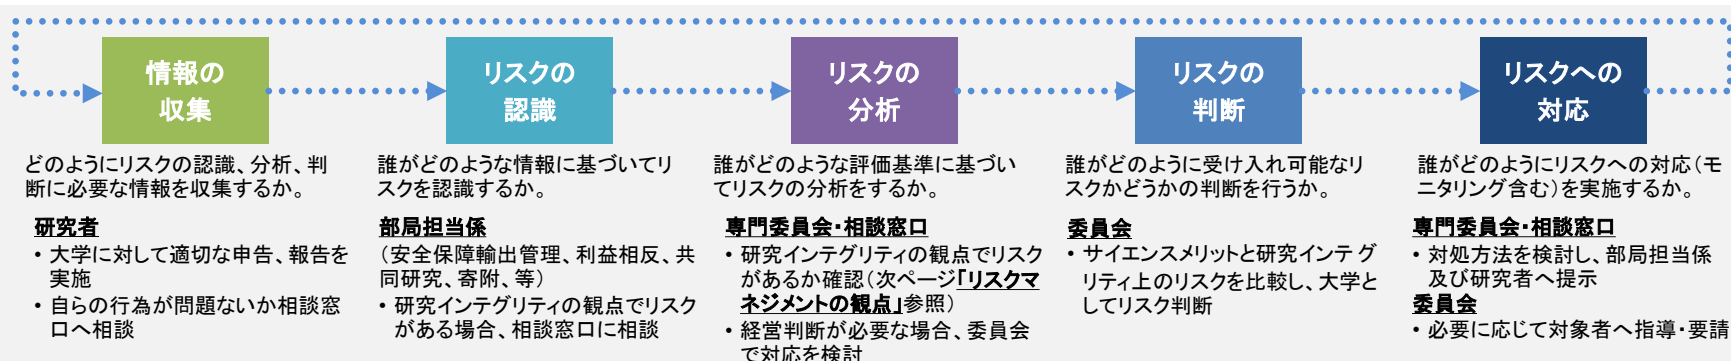 情報の
収集
リスクの
認識
リスクの
分析
リスクの
判断
リスクへの
対応
どのようにリスクの認識、分析、判
断に必要な情報を収集するか。
研究者
• 大学に対して適切な申告、報告を
実施
• 自らの行為が問題ないか相談窓
口へ相談
誰がどのような情報に基づいてリ
スクを認識するか。
部局担当係
（安全保障輸出管理、利益相反、共
同研究、寄附、等）
• 研究インテグリティの観点でリスク
がある場合、相談窓口に相談
誰がどのような評価基準に基づい
てリスクの分析をするか。
専門委員会・相談窓口
• 研究インテグリティの観点でリスク
があるか確認（次ページ「リスクマ
ネジメントの観点」参照）
• 経営判断が必要な場合、委員会
で対応を検討
誰がどのように受け入れ可能なリ
スクかどうかの判断を行うか。
委員会
• サイエンスメリットと研究インテグ
リティ上のリスクを比較し、大学と
してリスク判断
誰がどのようにリスクへの対応（モ
ニタリング含む）を実施するか。
専門委員会・相談窓口
• 対処方法を検討し、部局担当係
及び研究者へ提示
委員会
• 必要に応じて対象者へ指導・要請